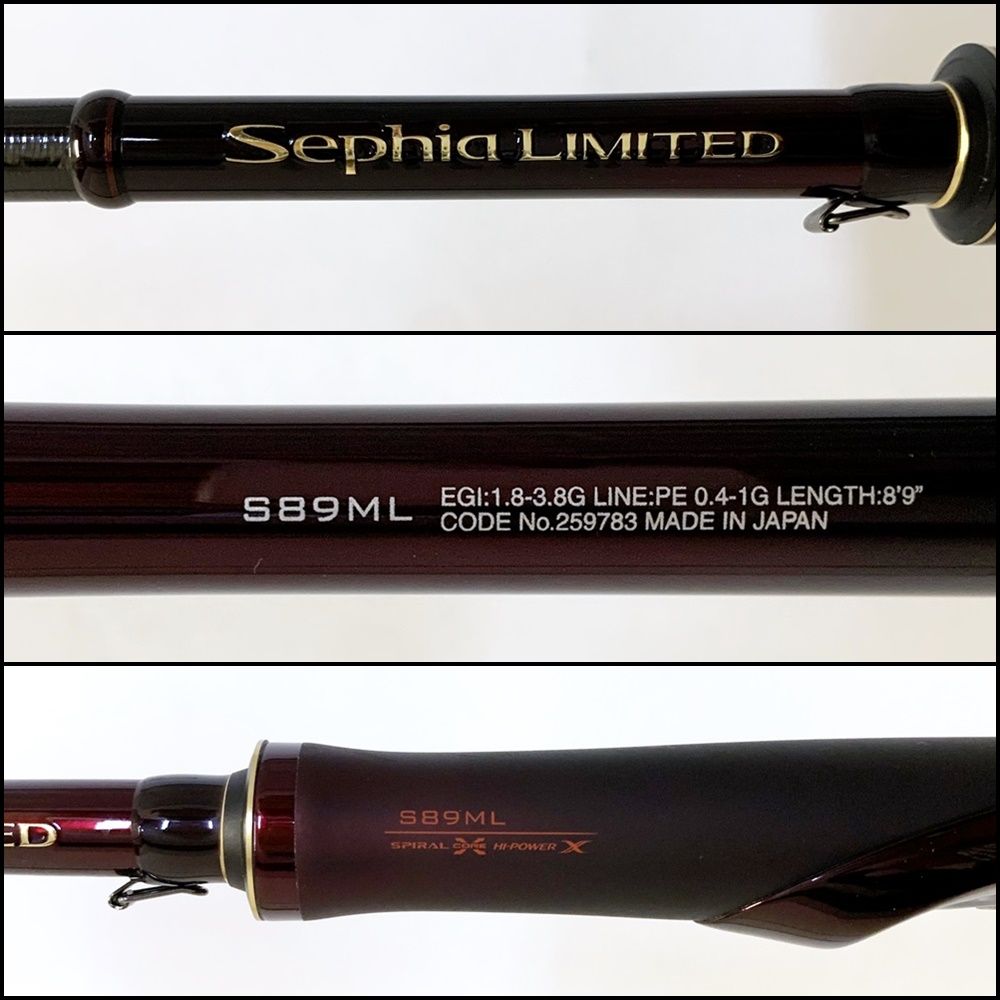 Sephia LIMITED
S89ML
EGI:1.8-3.8G LINE:PE 0.4-1G LENGTH:8'9”
CODE No.259783 MADE IN JAPAN
ED
S89ML
SPIRAL X CORE HI-POWER X